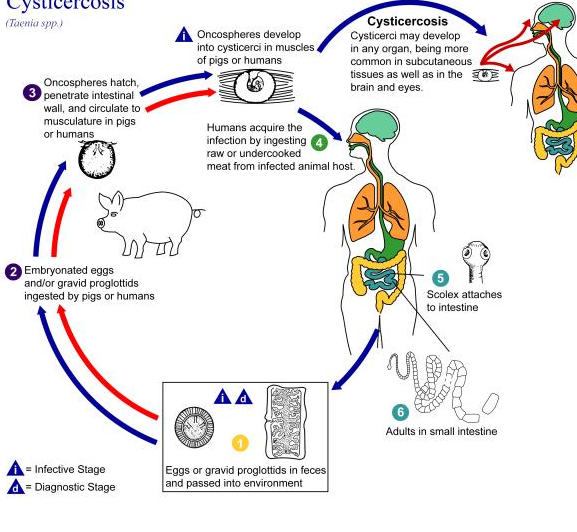 Cysticercosis
(Taenia spp.)
i
Oncospheres develop
into cysticerci in muscles
of pigs or humans
Cysticercosis
Cysticerci may develop
in any organ, being more
common in subcutaneous
tissues as well as in the
brain and eyes.
3
Oncospheres hatch,
penetrate intestinal
wall, and circulate to
musculature in pigs
or humans
Humans acquire the
infection by ingesting
raw or undercooked
meat from infected animal host.
4
2
Embryonated eggs
and/or gravid proglottids
ingested by pigs or humans
5
Scolex attaches
to intestine
6
Adults in small intestine
i d
1
Eggs or gravid proglottids in feces
and passed into environment
i = Infective Stage
d = Diagnostic Stage